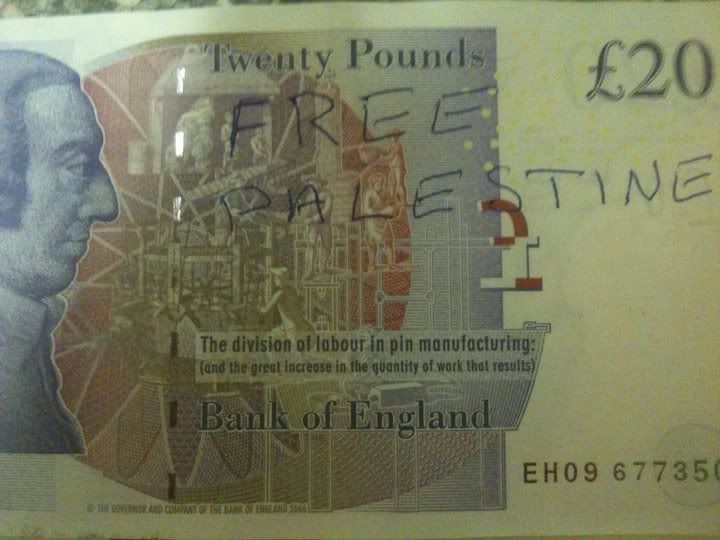 Twenty Pounds
£20
FREE
PALESTINE
The division of labour in pin manufacturing:
(and the great increase in the quantity of work that results)
Bank of England
EH09 677350
© THE GOVERNOR AND COMPANY OF THE BANK OF ENGLAND 2006